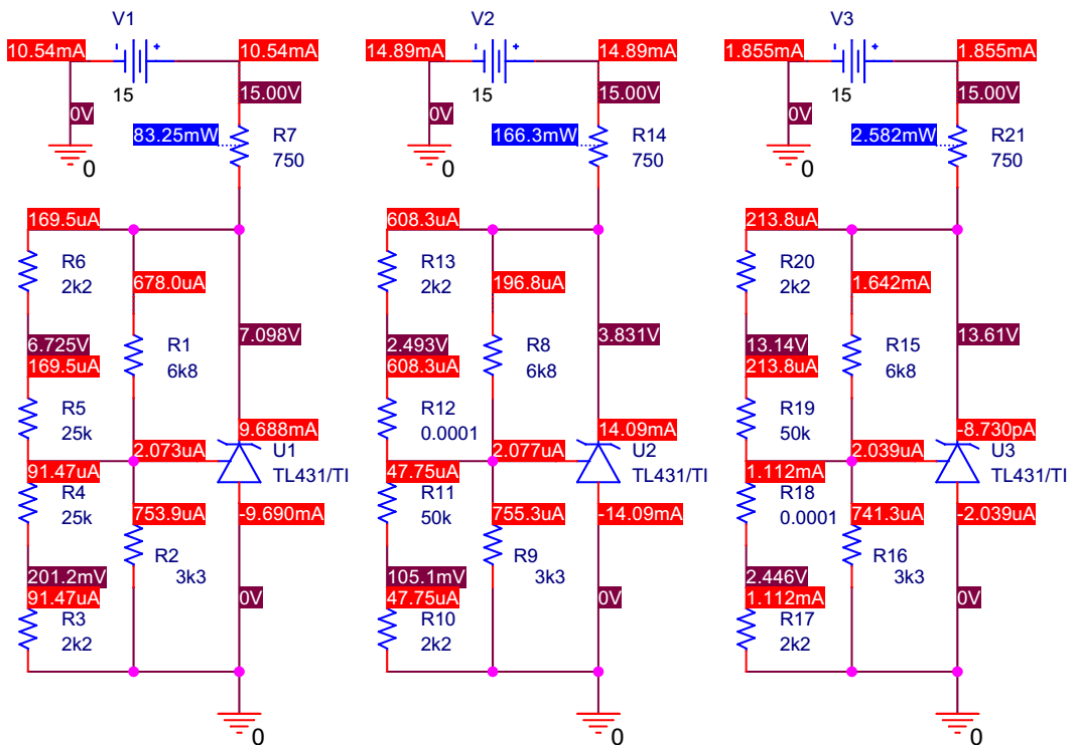 V1
10.54mA
10.54mA
-
+
15
15.00V
0V
83.25mW
R7
750
0
169.5uA
R6
2k2
678.0uA
6.725V
169.5uA
R1
6k8
7.098V
R5
25k
9.688mA
2.073uA
U1
TL431/TI
91.47uA
R4
25k
753.9uA
-9.690mA
R2
3k3
201.2mV
91.47uA
0V
R3
2k2
0
V2
14.89mA
14.89mA
-
+
15
15.00V
0V
166.3mW
R14
750
0
608.3uA
R13
2k2
196.8uA
2.493V
608.3uA
R8
6k8
3.831V
R12
0.0001
14.09mA
2.077uA
U2
TL431/TI
47.75uA
R11
50k
755.3uA
-14.09mA
R9
3k3
105.1mV
47.75uA
0V
R10
2k2
0
V3
1.855mA
1.855mA
-
+
15
15.00V
0V
2.582mW
R21
750
0
213.8uA
R20
2k2
1.642mA
13.14V
213.8uA
R15
6k8
13.61V
R19
50k
-8.730pA
2.039uA
U3
TL431/TI
1.112mA
R18
0.0001
741.3uA
-2.039uA
R16
3k3
2.446V
1.112mA
0V
R17
2k2
0